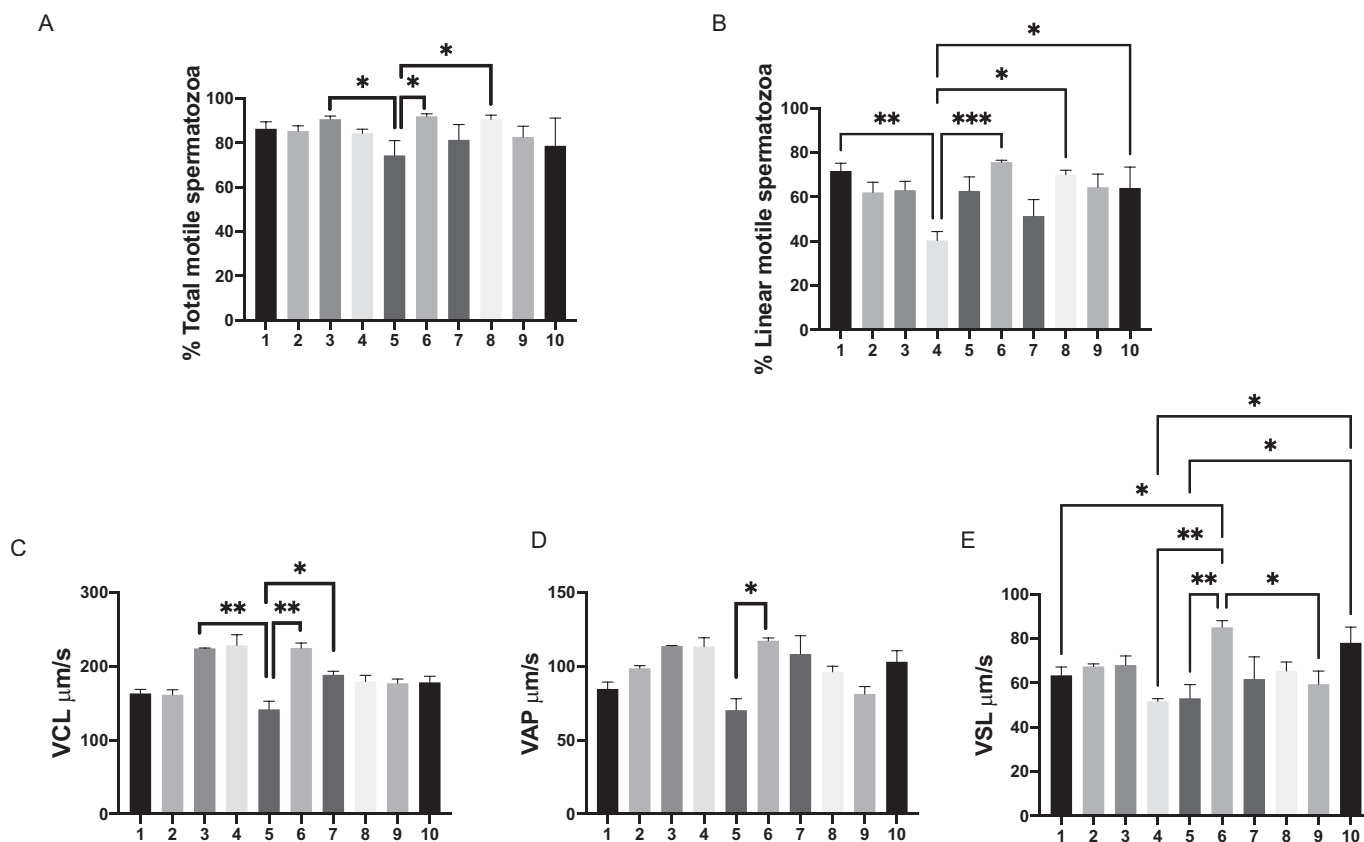 A
% Total motile spermatozoa
100
80
60
40
20
0
* * *
1 2 3 4 5 6 7 8 9 10
B
% Linear motile spermatozoa
100
80
60
40
20
0
*
*
** ***
1 2 3 4 5 6 7 8 9 10
C
VCL μm/s
300
200
100
0
*
** **
1 2 3 4 5 6 7 8 9 10
D
VAP μm/s
150
100
50
0
*
1 2 3 4 5 6 7 8 9 10
E
VSL μm/s
100
80
60
40
20
0
*
*
*
**
** *
1 2 3 4 5 6 7 8 9 10